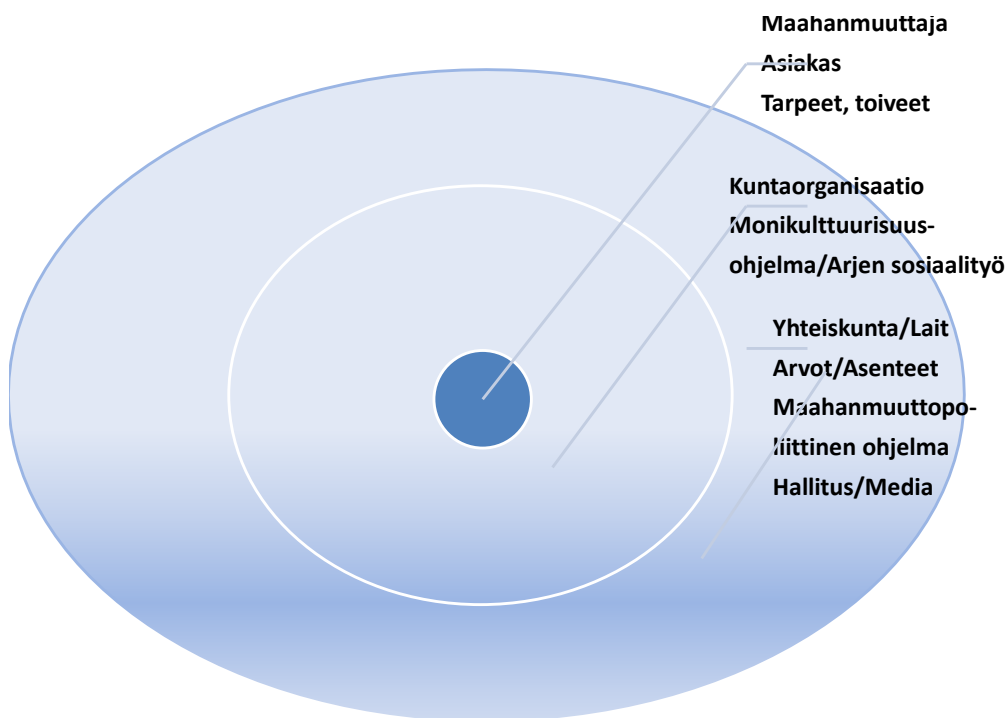 Maahanmuuttaja
Asiakas
Tarpeet, toiveet
Kuntaorganisaatio
Monikulttuurisuus-
ohjelma/Arjen sosiaalityö
Yhteiskunta/Lait
Arvot/Asenteet
Maahanmuuttopo-
liittinen ohjelma
Hallitus/Media